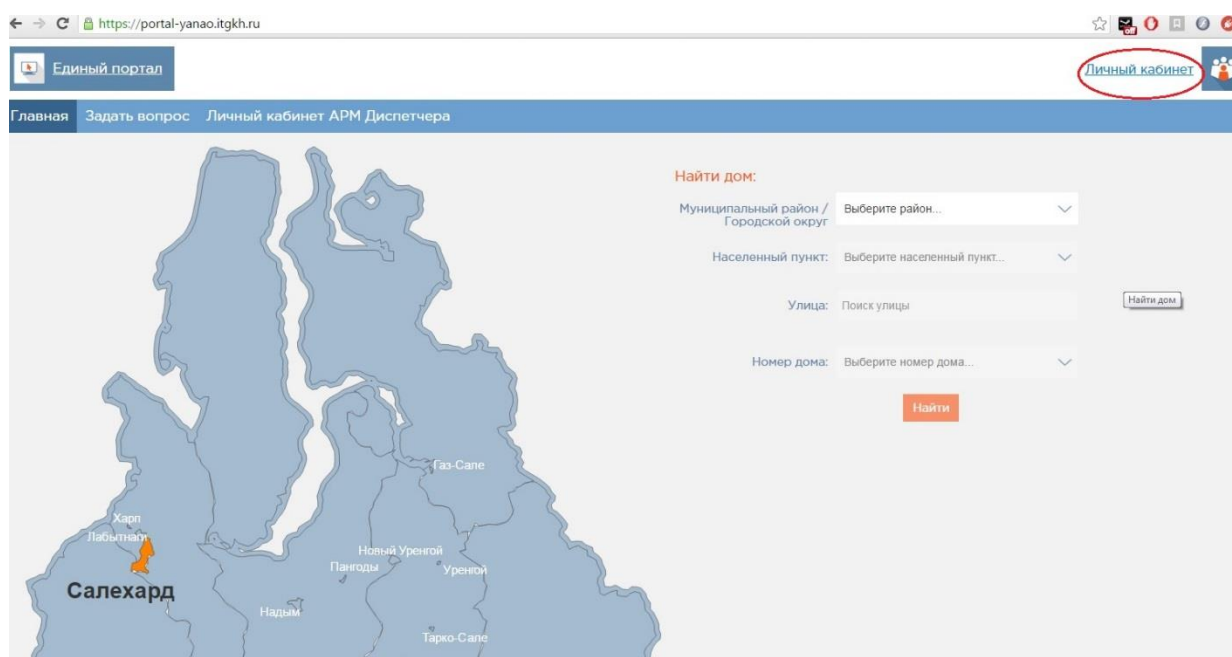 https://portal-yanao.itgkh.ru
off
Единый портал
Личный кабинет
Главная Задать вопрос Личный кабинет АРМ Диспетчера
Найти дом:
Муниципальный район /
Городской округ
Выберите район...
Населенный пункт: Выберите населенный пункт...
Улица: Поиск улицы
Найти дом
Номер дома: Выберите номер дома...
Найти
Газ-Сале
Харп
Лабытнаги
Новый Уренгой
Пангоды
Уренгой
Салехард
Надым
Тарко-Сале